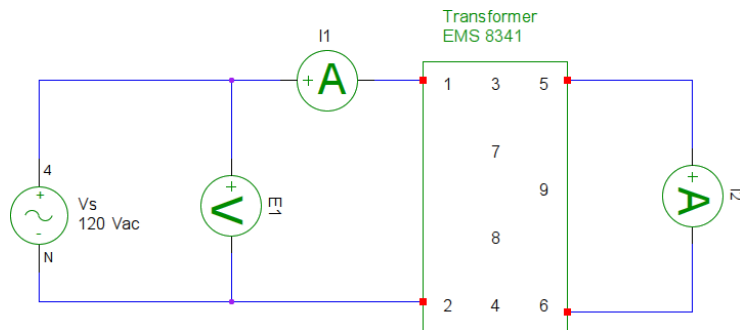 Transformer
EMS 8341
I1
A
1 3 5
4
7
Vs
120 Vac
V
E1
9
A
I2
8
N
2 4 6